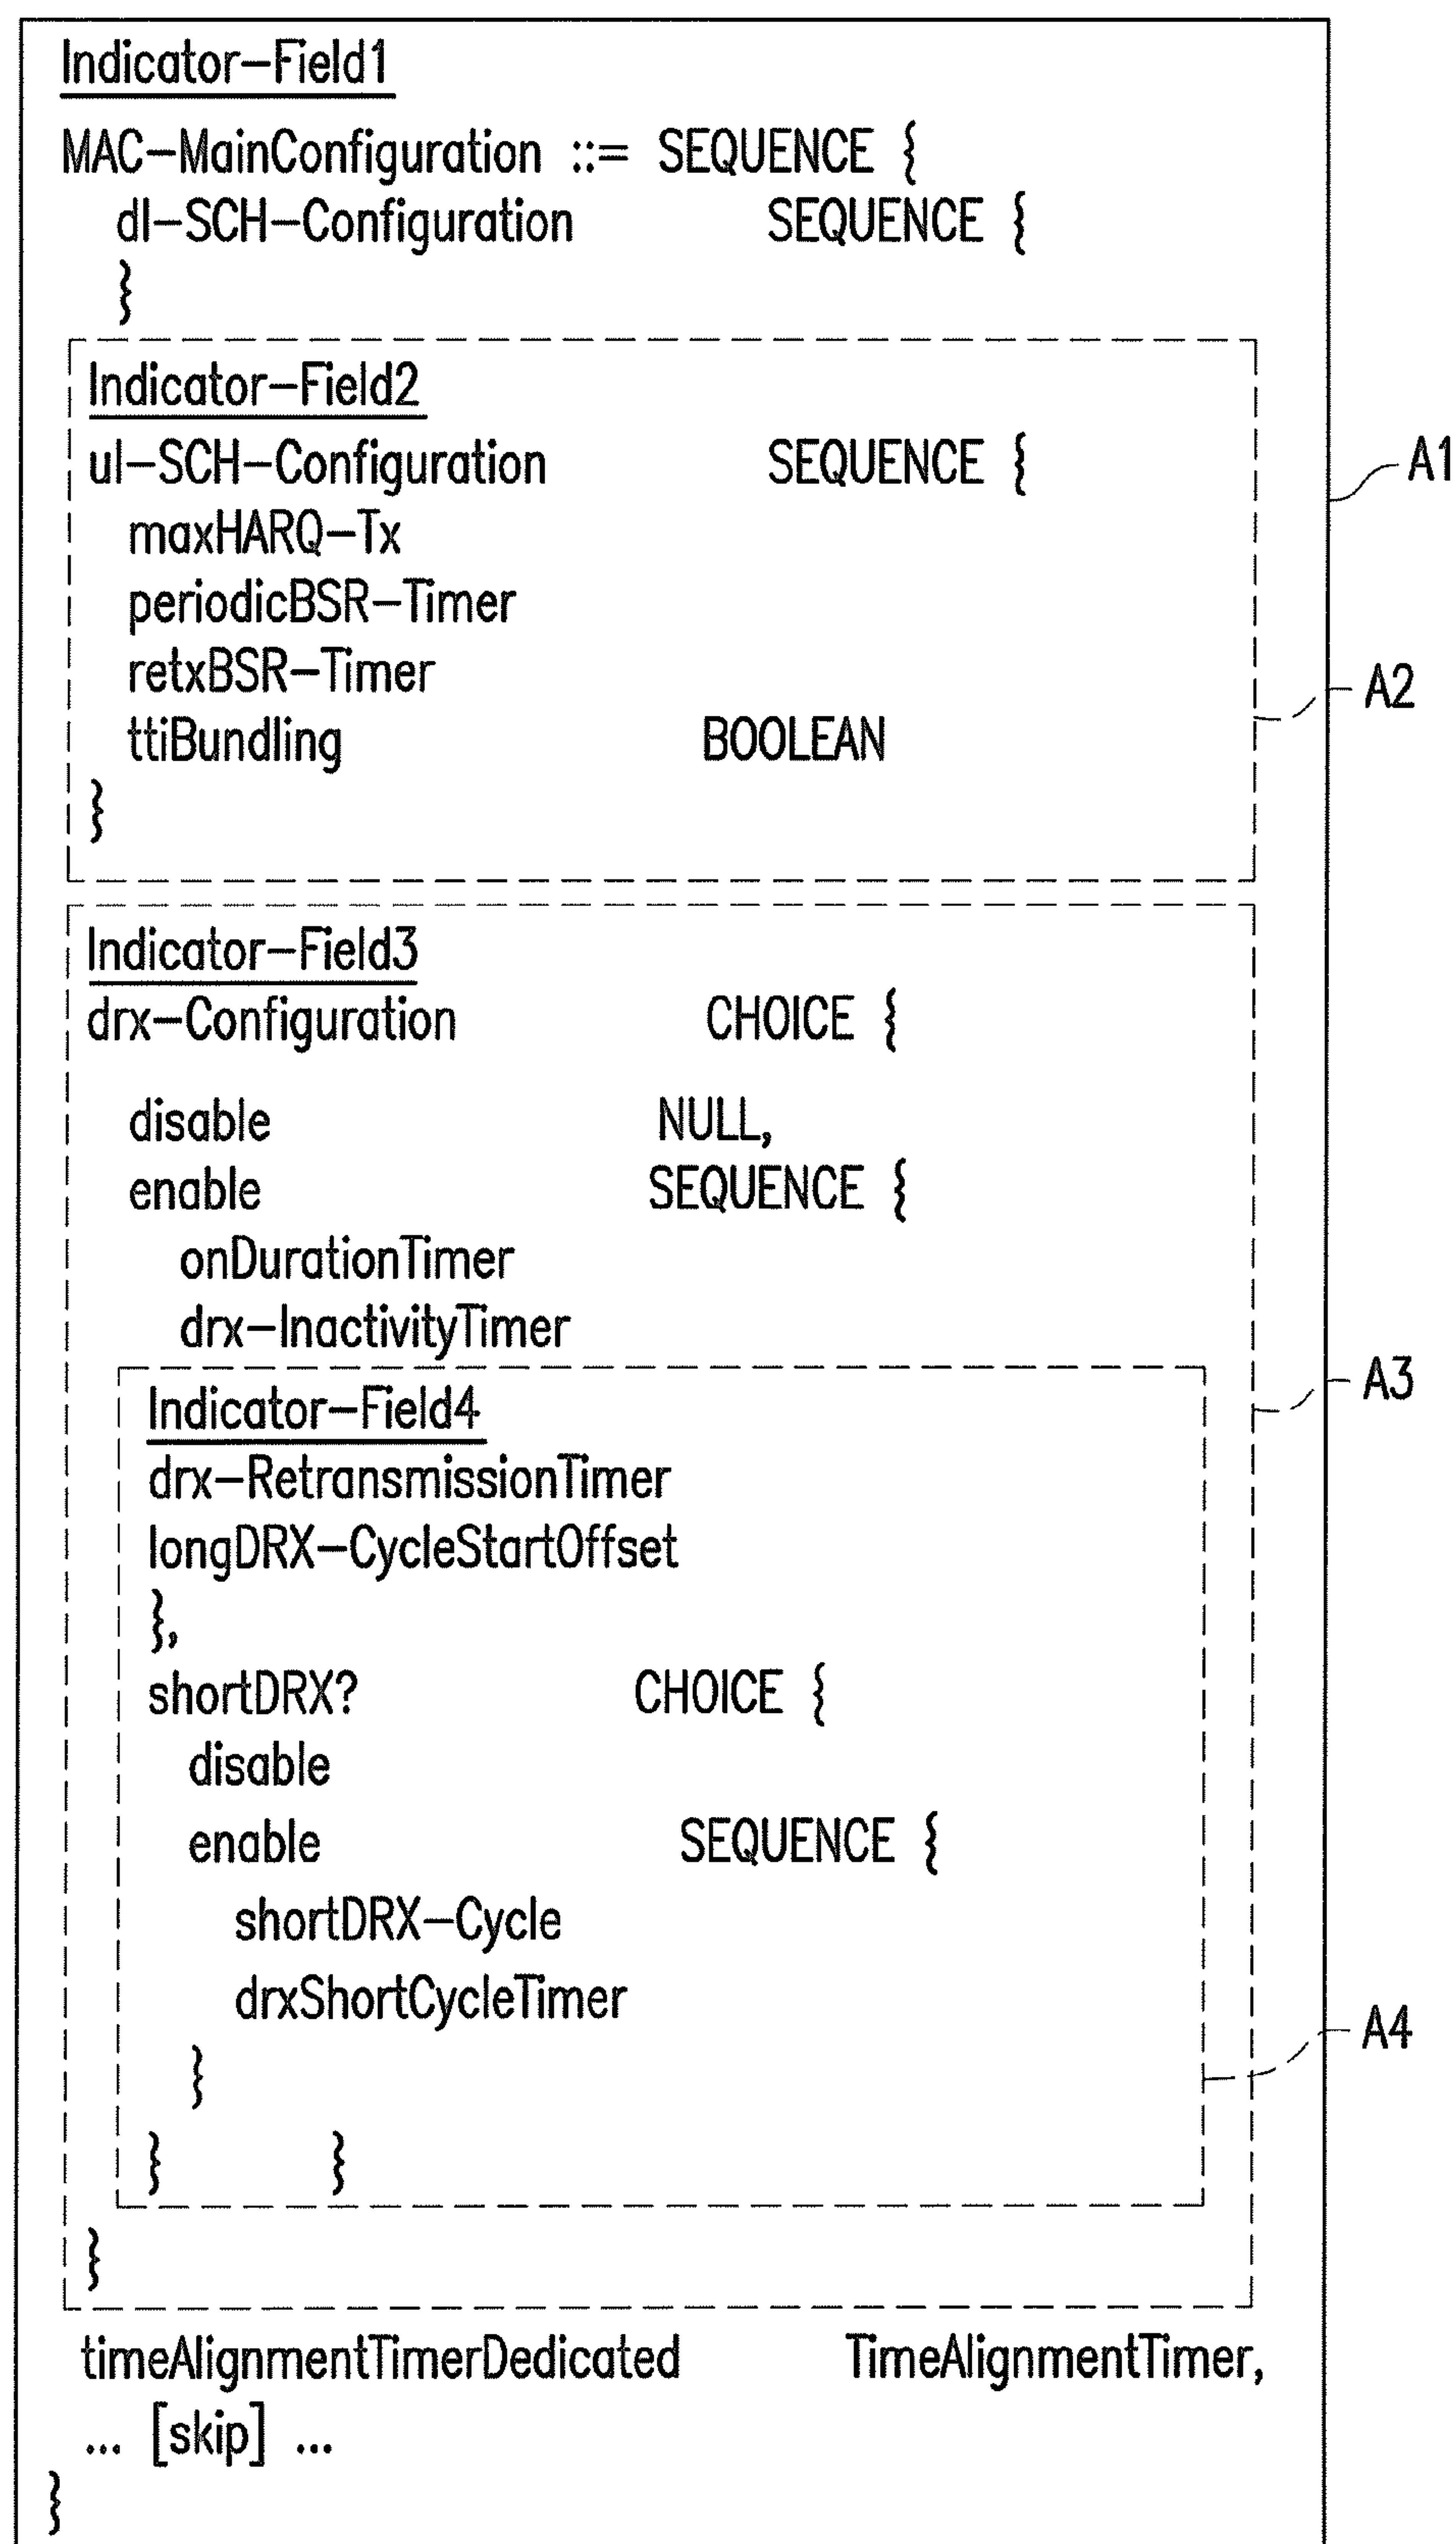 Indicator–Field1
MAC–MainConfiguration ::= SEQUENCE {
dl–SCH–Configuration SEQUENCE {
}
Indicator–Field2
ul–SCH–Configuration SEQUENCE {
A1
maxHARQ–Tx
periodicBSR–Timer
retxBSR–Timer
A2
ttiBundling BOOLEAN
}
Indicator–Field3
drx–Configuration CHOICE {
disable NULL,
enable SEQUENCE {
onDurationTimer
drx–InactivityTimer
A3
Indicator–Field4
drx–RetransmissionTimer
longDRX–CycleStartOffset
},
shortDRX? CHOICE {
disable
enable SEQUENCE {
shortDRX–Cycle
drxShortCycleTimer
A4
}
} }
}
timeAlignmentTimerDedicated TimeAlignmentTimer,
... [skip] ...
}